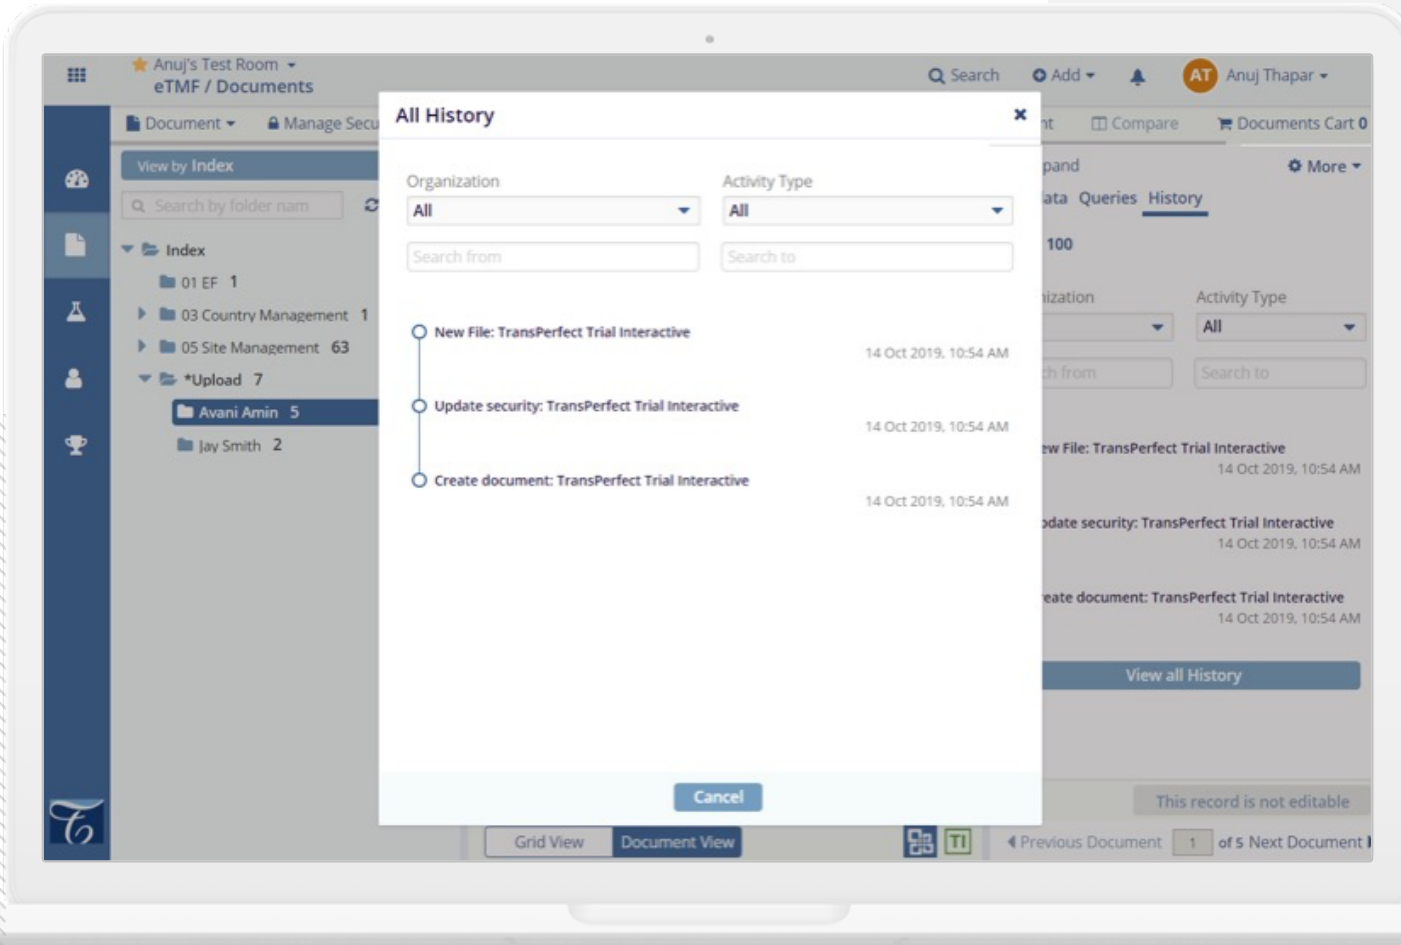 Anuj's Test Room
eTMF / Documents
Search
Add
AT
Anuj Thapar
Document
Manage Secu
All History
nt
Compare
Documents Cart 0
View by Index
Search by folder nam
pand
More
ata Queries History
100
Organization
All
Activity Type
All
Search from
Search to
Index
01 EF 1
03 Country Management 1
05 Site Management 63
*Upload 7
Avani Amin 5
Jay Smith 2
New File: TransPerfect Trial Interactive
14 Oct 2019, 10:54 AM
Update security: TransPerfect Trial Interactive
14 Oct 2019, 10:54 AM
Create document: TransPerfect Trial Interactive
14 Oct 2019, 10:54 AM
nization
Activity Type
All
ch from
Search to
ew File: TransPerfect Trial Interactive
14 Oct 2019, 10:54 AM
pdate security: TransPerfect Trial Interactive
14 Oct 2019, 10:54 AM
eate document: TransPerfect Trial Interactive
14 Oct 2019, 10:54 AM
View all History
Cancel
This record is not editable
Grid View
Document View
TI
Previous Document 1 of 5 Next Document